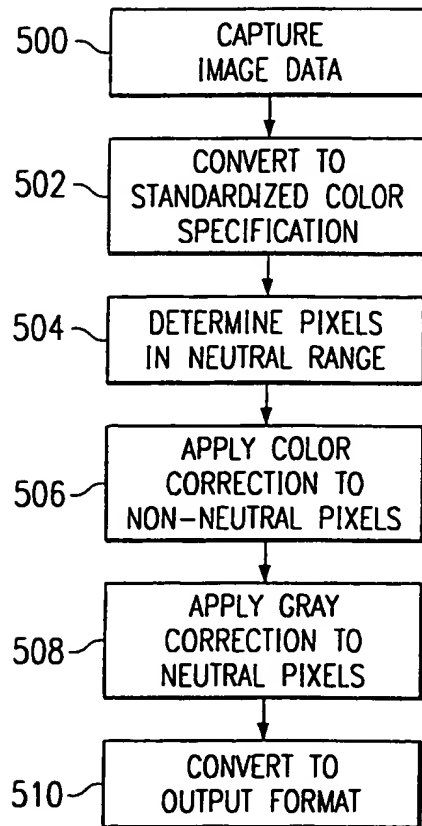 500
CAPTURE
IMAGE DATA
502
CONVERT TO
STANDARDIZED COLOR
SPECIFICATION
504
DETERMINE PIXELS
IN NEUTRAL RANGE
506
APPLY COLOR
CORRECTION TO
NON-NEUTRAL PIXELS
508
APPLY GRAY
CORRECTION TO
NEUTRAL PIXELS
510
CONVERT TO
OUTPUT FORMAT